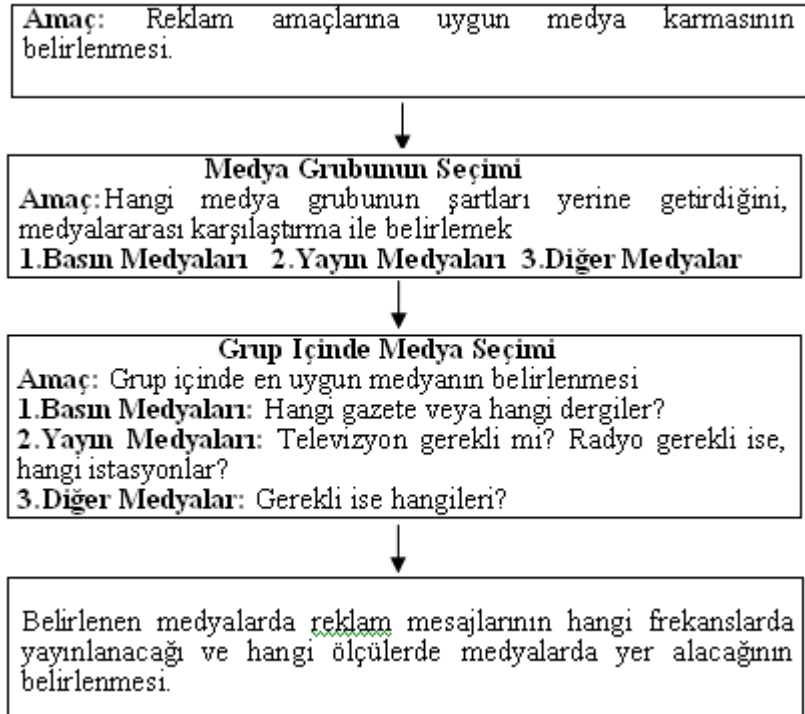 Amaç: Reklam amaçlarına uygun medya karmasının
belirlenmesi.
Medya Grubunun Seçimi
Amaç:Hangi medya grubunun şartları yerine getirdiğini,
medyalararası karşılaştırma ile belirlemek
1.Basın Medyaları 2.Yayın Medyaları 3.Diğer Medyalar
Grup Içinde Medya Seçimi
Amaç: Grup içinde en uygun medyanın belirlenmesi
1.Basın Medyaları: Hangi gazete veya hangi dergiler?
2.Yayın Medyaları: Televizyon gerekli mi? Radyo gerekli ise,
hangi istasyonlar?
3.Diğer Medyalar: Gerekli ise hangileri?
Belirlenen medyalarda reklam mesajlarının hangi frekanslarda
yayınlanacağı ve hangi ölçülerde medyalarda yer alacağının
belirlenmesi.